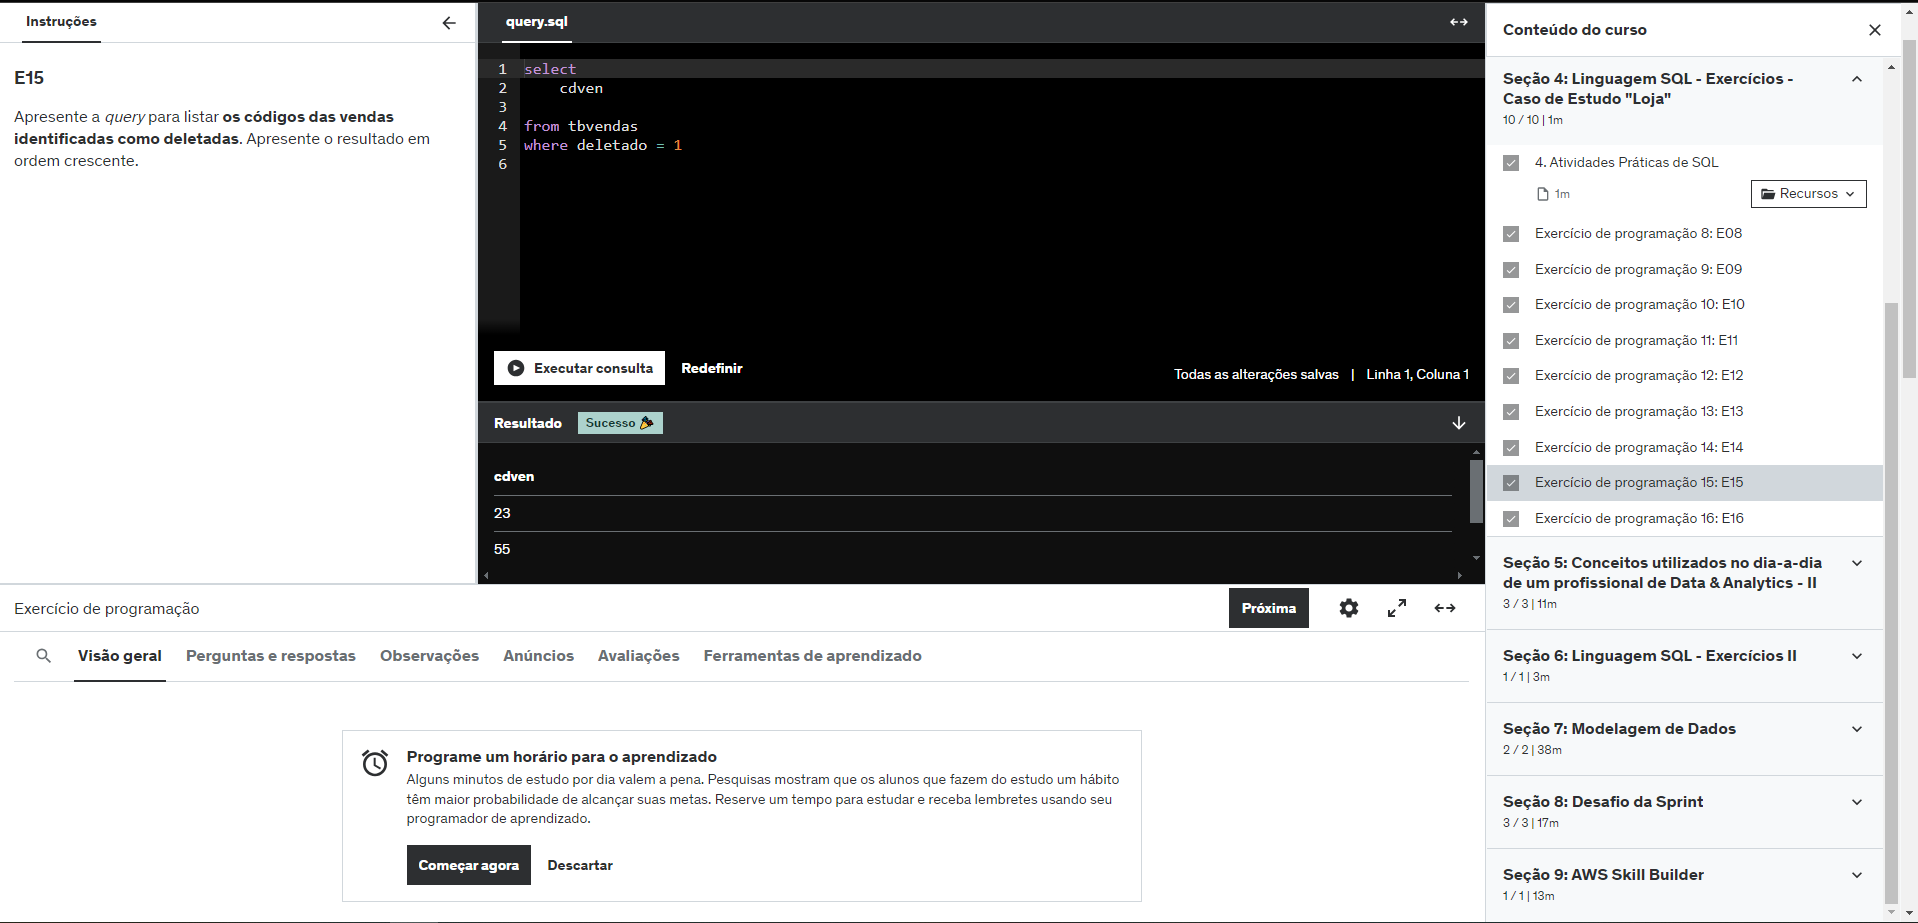 Instruções
E15
Apresente a query para listar os códigos das vendas
identificadas como deletadas. Apresente o resultado em
ordem crescente.
query.sql
1 select
2     cdven
3
4 from tbvendas
5 where deletado = 1
6
Executar consulta
Redefinir
Todas as alterações salvas | Linha 1, Coluna 1
Resultado
Sucesso
cdven
23
55
Exercício de programação
Próxima
Visão geral
Perguntas e respostas
Observações
Anúncios
Avaliações
Ferramentas de aprendizado
Programe um horário para o aprendizado
Alguns minutos de estudo por dia valem a pena. Pesquisas mostram que os alunos que fazem do estudo um hábito
têm maior probabilidade de alcançar suas metas. Reserve um tempo para estudar e receba lembretes usando seu
programador de aprendizado.
Começar agora
Descartar
Conteúdo do curso
Seção 4: Linguagem SQL - Exercícios -
Caso de Estudo "Loja"
10 / 10 | 1m
4. Atividades Práticas de SQL
1m
Recursos
Exercício de programação 8: E08
Exercício de programação 9: E09
Exercício de programação 10: E10
Exercício de programação 11: E11
Exercício de programação 12: E12
Exercício de programação 13: E13
Exercício de programação 14: E14
Exercício de programação 15: E15
Exercício de programação 16: E16
Seção 5: Conceitos utilizados no dia-a-dia
de um profissional de Data & Analytics - II
3 / 3 | 11m
Seção 6: Linguagem SQL - Exercícios II
1 / 1 | 3m
Seção 7: Modelagem de Dados
2 / 2 | 38m
Seção 8: Desafio da Sprint
3 / 3 | 17m
Seção 9: AWS Skill Builder
1 / 1 | 13m